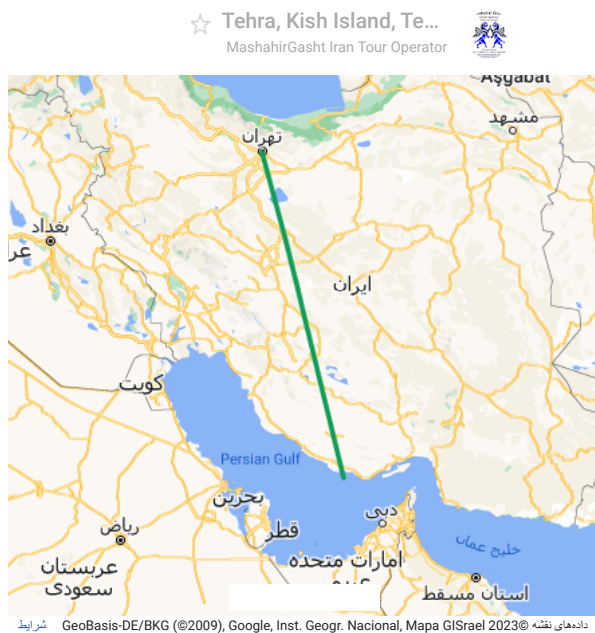 Tehra, Kish Island, Te...
MashahirGasht Iran Tour Operator
Aşgabat
مشهد
تهران
بغداد
عر
ایران
کویت
Persian Gulf
بحرین
قطر
دبی
ریاض
خلیج عمان
امارات متحده
عربستان
سعودی
استان مسقط
شرایط GeoBasis-DE/BKG (©2009), Google, Inst. Geogr. Nacional, Mapa GISrael 2023© داده‌های نقشه